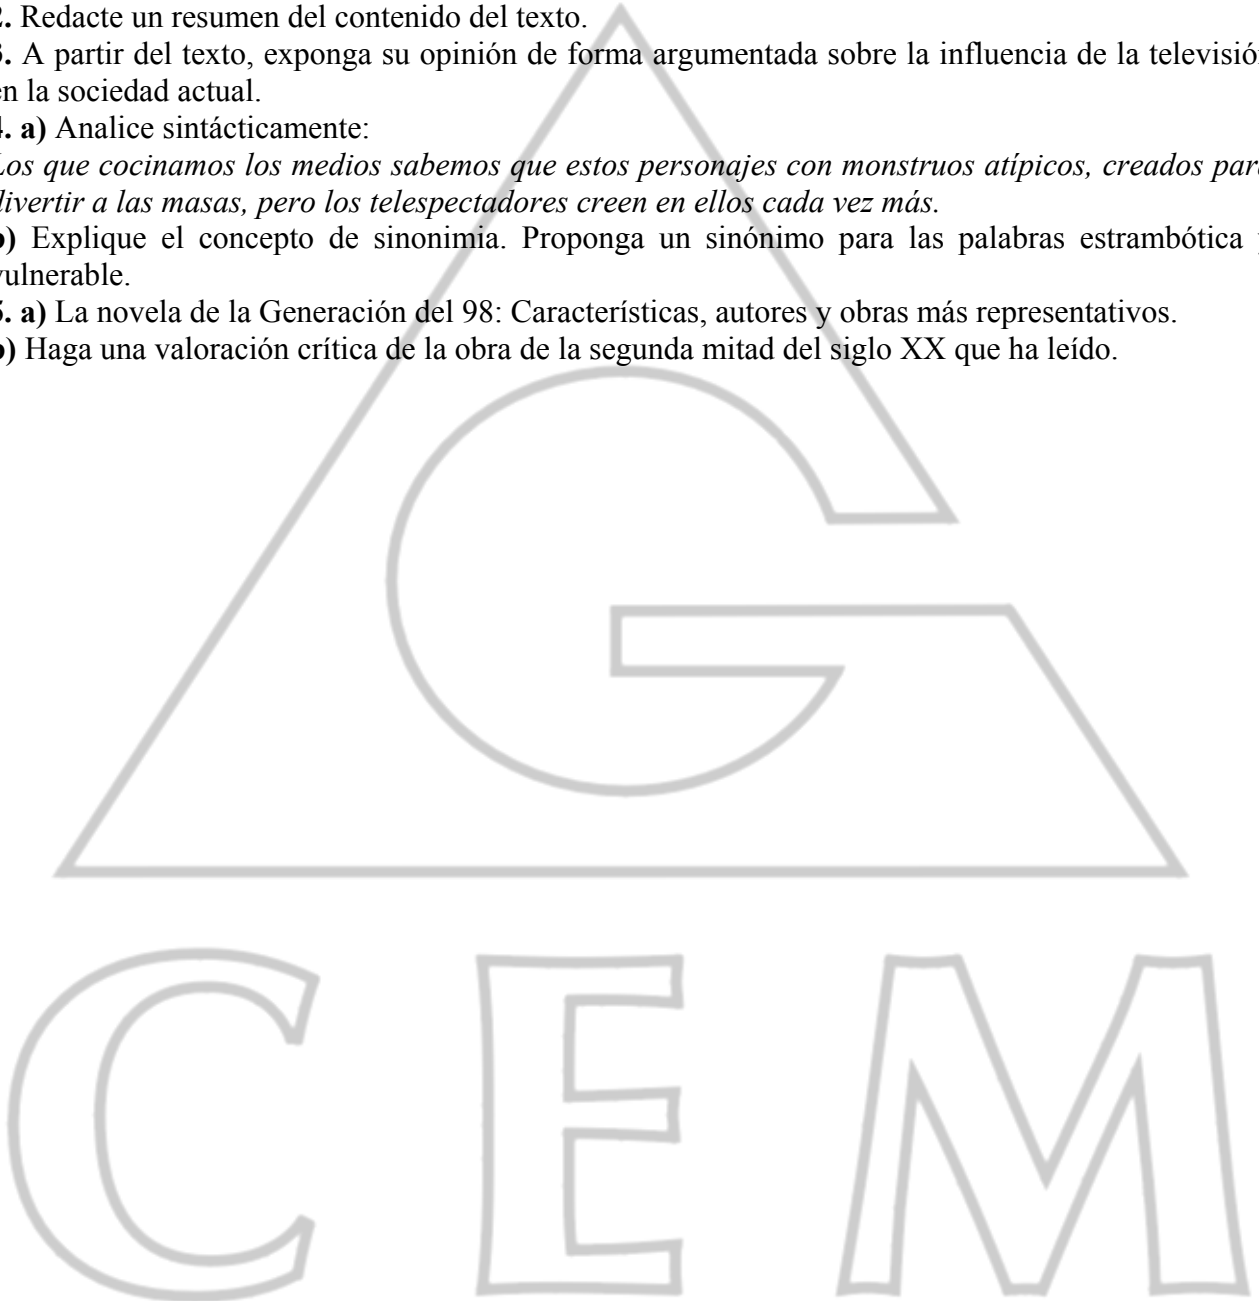 2. Redacte un resumen del contenido del texto.
3. A partir del texto, exponga su opinión de forma argumentada sobre la influencia de la televisión
en la sociedad actual.
4. a) Analice sintácticamente:
Los que cocinamos los medios sabemos que estos personajes con monstruos atípicos, creados para
divertir a las masas, pero los telespectadores creen en ellos cada vez más.
b) Explique el concepto de sinonimia. Proponga un sinónimo para las palabras estrambótica y
vulnerable.
5. a) La novela de la Generación del 98: Características, autores y obras más representativos.
b) Haga una valoración crítica de la obra de la segunda mitad del siglo XX que ha leído.
G
CEM